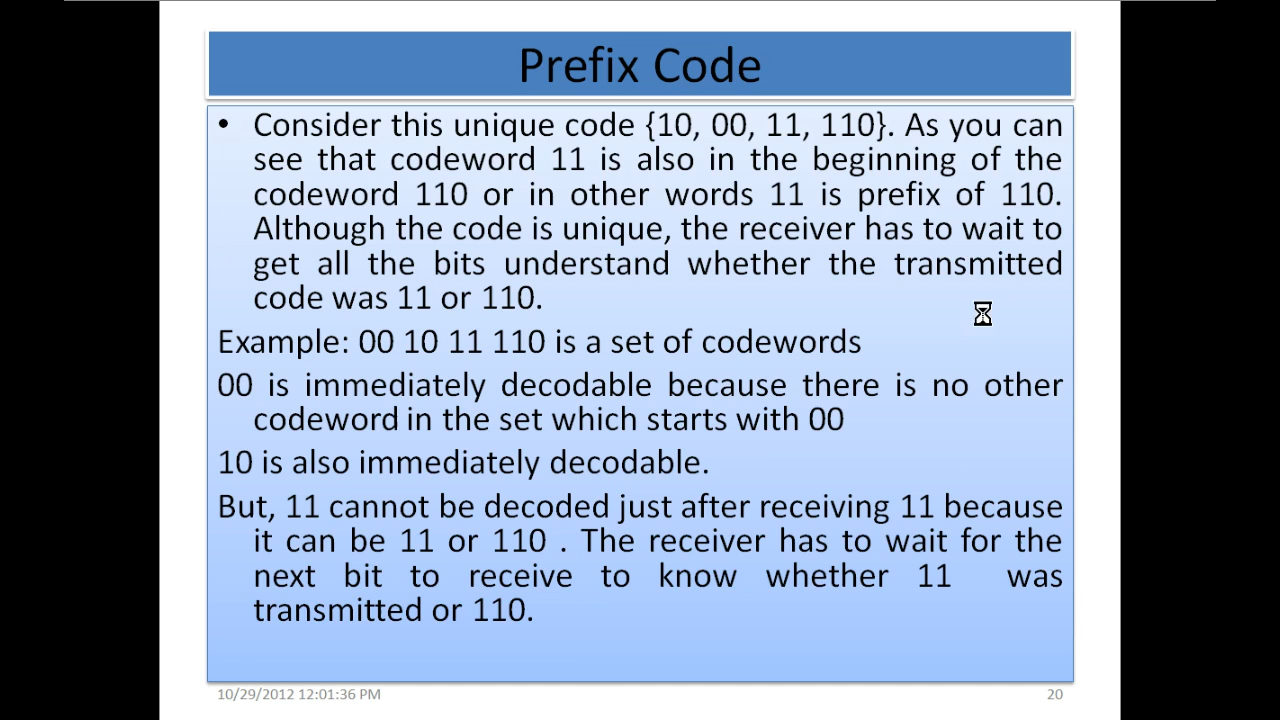 Prefix Code
• Consider this unique code {10, 00, 11, 110}. As you can
see that codeword 11 is also in the beginning of the
codeword 110 or in other words 11 is prefix of 110.
Although the code is unique, the receiver has to wait to
get all the bits understand whether the transmitted
code was 11 or 110.
Example: 00 10 11 110 is a set of codewords
00 is immediately decodable because there is no other
codeword in the set which starts with 00
10 is also immediately decodable.
But, 11 cannot be decoded just after receiving 11 because
it can be 11 or 110 . The receiver has to wait for the
next bit to receive to know whether 11 was
transmitted or 110.
10/29/2012 12:01:36 PM
20